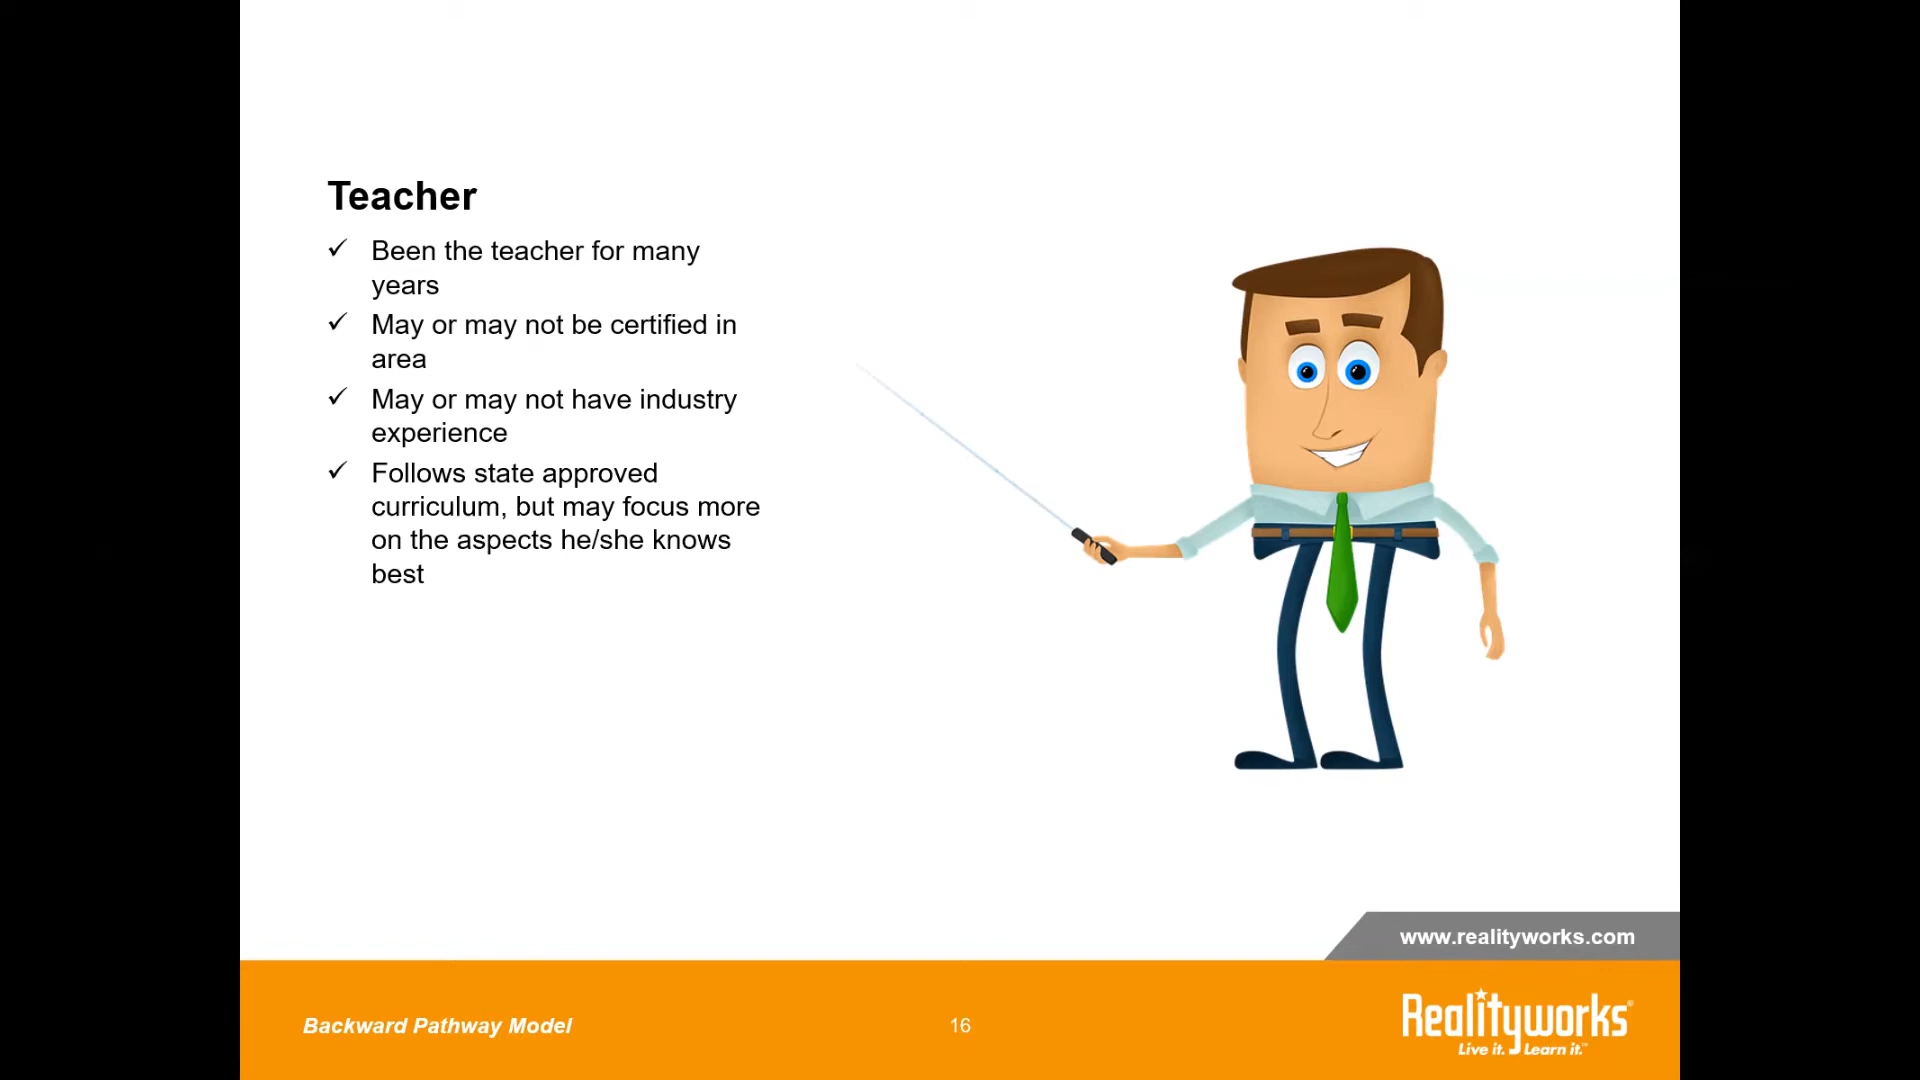 Teacher
✓ Been the teacher for many
years
✓ May or may not be certified in
area
✓ May or may not have industry
experience
✓ Follows state approved
curriculum, but may focus more
on the aspects he/she knows
best
www.realityworks.com
Backward Pathway Model
16
Realityworks®
Live it. Learn it.™